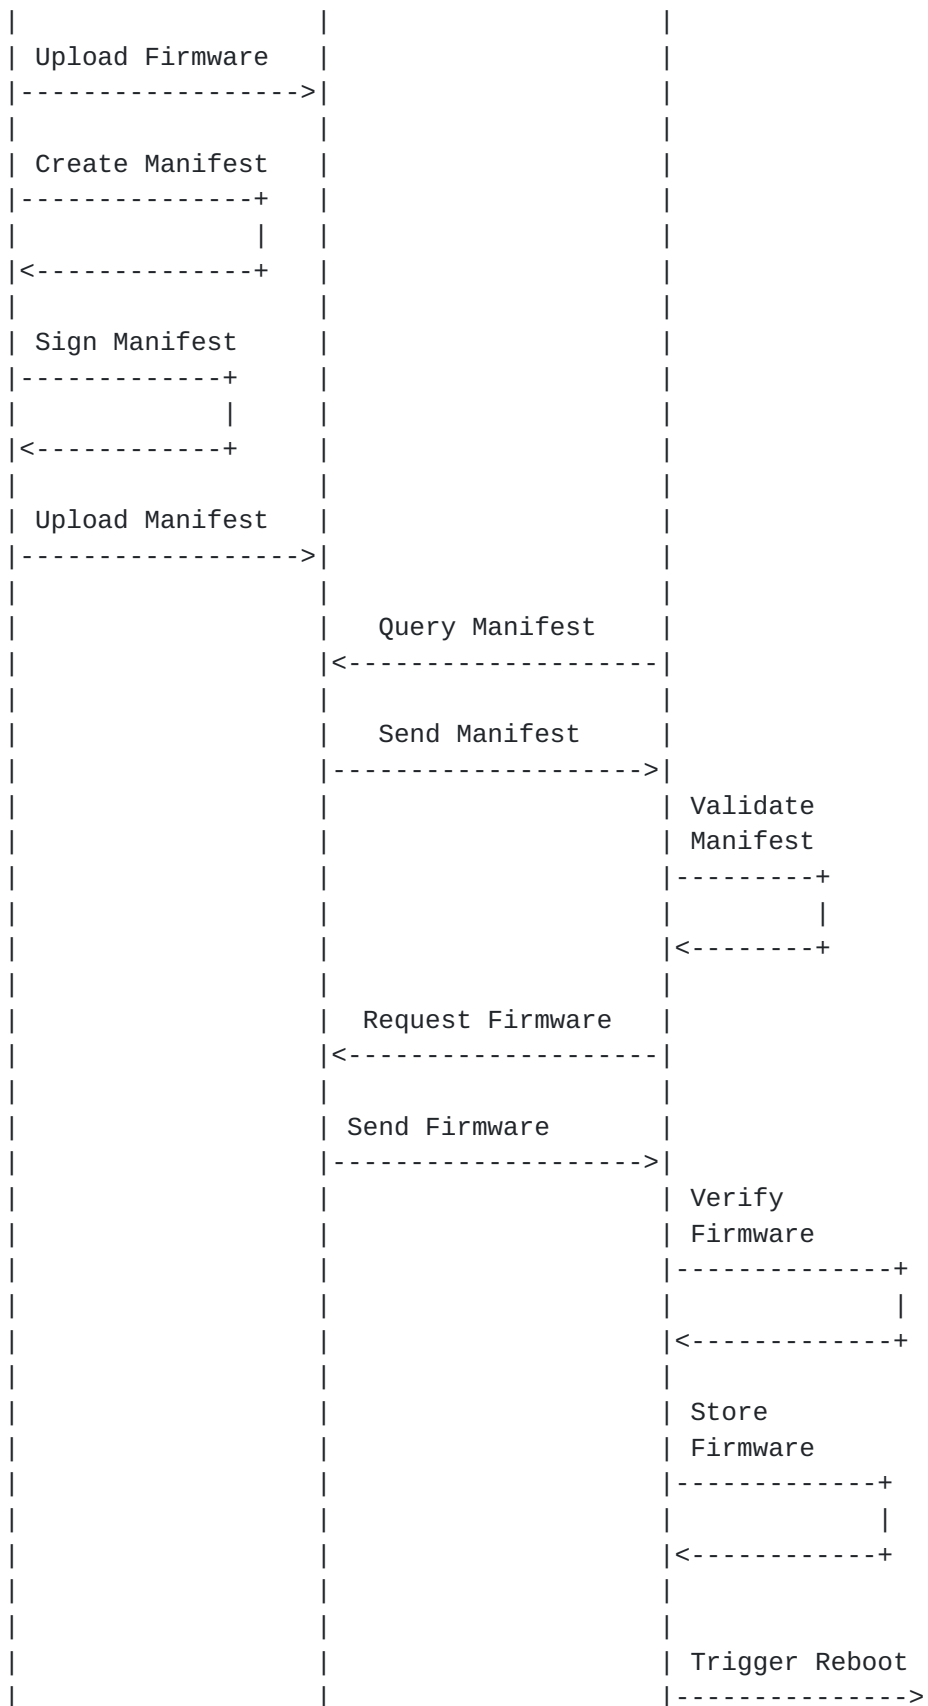 Upload Firmware
Create Manifest
Sign Manifest
Upload Manifest
Query Manifest
Send Manifest
Validate
Manifest
Request Firmware
Send Firmware
Verify
Firmware
Store
Firmware
Trigger Reboot